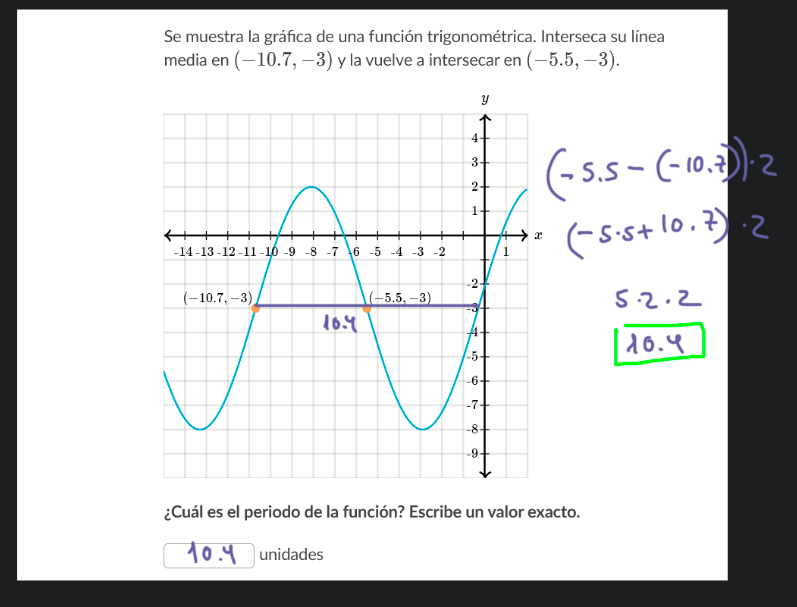 Se muestra la gráfica de una función trigonométrica. Interseca su línea
media en (−10.7, −3) y la vuelve a intersecar en (−5.5, −3).
y
4
3
2
1
x
-14 -13 -12 -11 -10 -9 -8 -7 -6 -5 -4 -3 -2 1
-2
-3
-4
-5
-6
-7
-8
-9
(−10.7, −3) (−5.5, −3)
10.4
(-5.5-(-10.7))·2
(-5.5+10.7)·2
5.2·2
10.4
¿Cuál es el periodo de la función? Escribe un valor exacto.
10.4 unidades